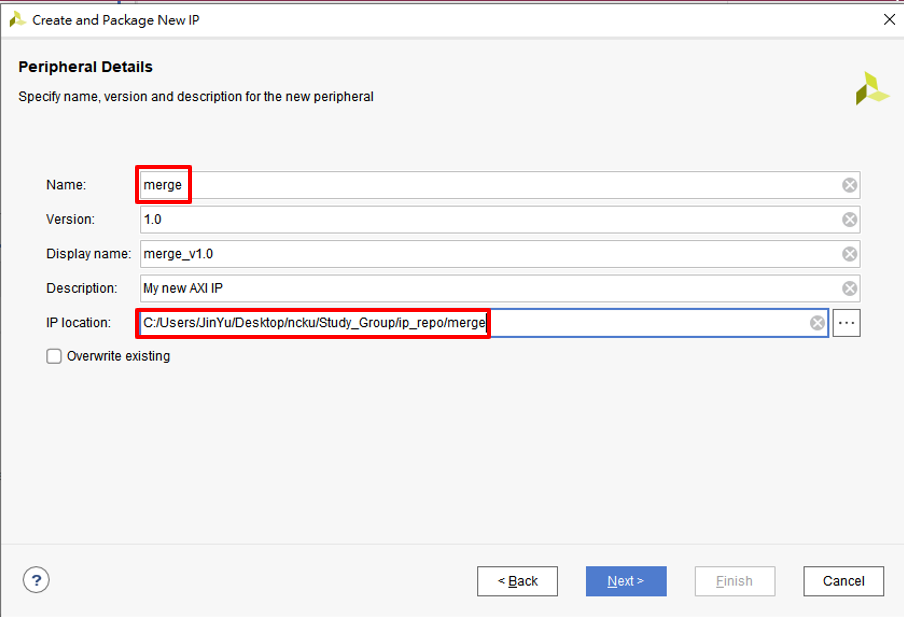 Create and Package New IP
Peripheral Details
Specify name, version and description for the new peripheral
Name: merge
Version: 1.0
Display name: merge_v1.0
Description: My new AXI IP
IP location: C:/Users/JinYu/Desktop/ncku/Study_Group/ip_repo/merge
...
Overwrite existing
? < Back Next > Finish Cancel